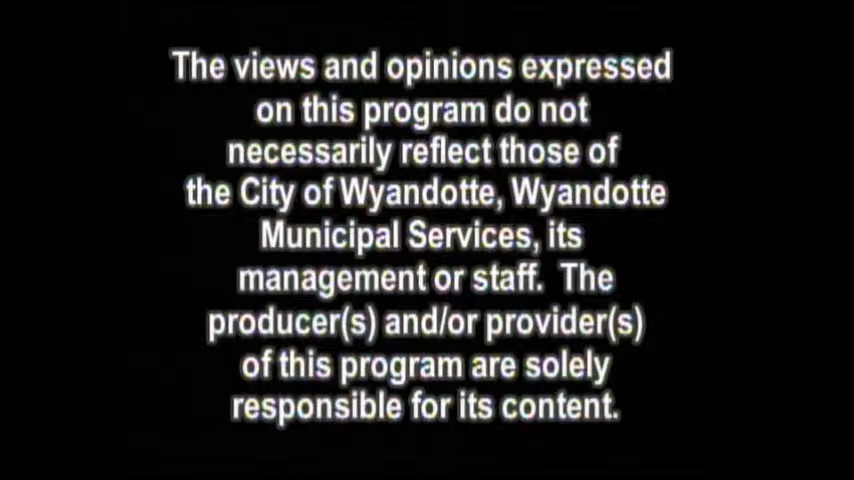 The views and opinions expressed
on this program do not
necessarily reflect those of
the City of Wyandotte, Wyandotte
Municipal Services, its
management or staff.  The
producer(s) and/or provider(s)
of this program are solely
responsible for its content.